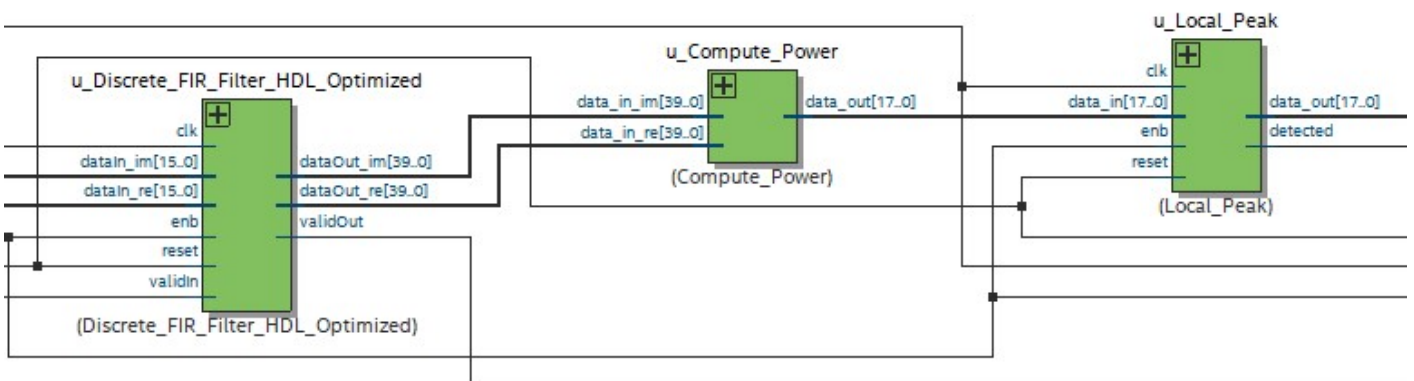 u_Discrete_FIR_Filter_HDL_Optimized
clk
dataIn_im[15..0]
dataIn_re[15..0]
enb
reset
validIn
dataOut_im[39..0]
dataOut_re[39..0]
validOut
(Discrete_FIR_Filter_HDL_Optimized)
u_Compute_Power
data_in_im[39..0]
data_in_re[39..0]
data_out[17..0]
(Compute_Power)
u_Local_Peak
clk
data_in[17..0]
enb
reset
data_out[17..0]
detected
(Local_Peak)